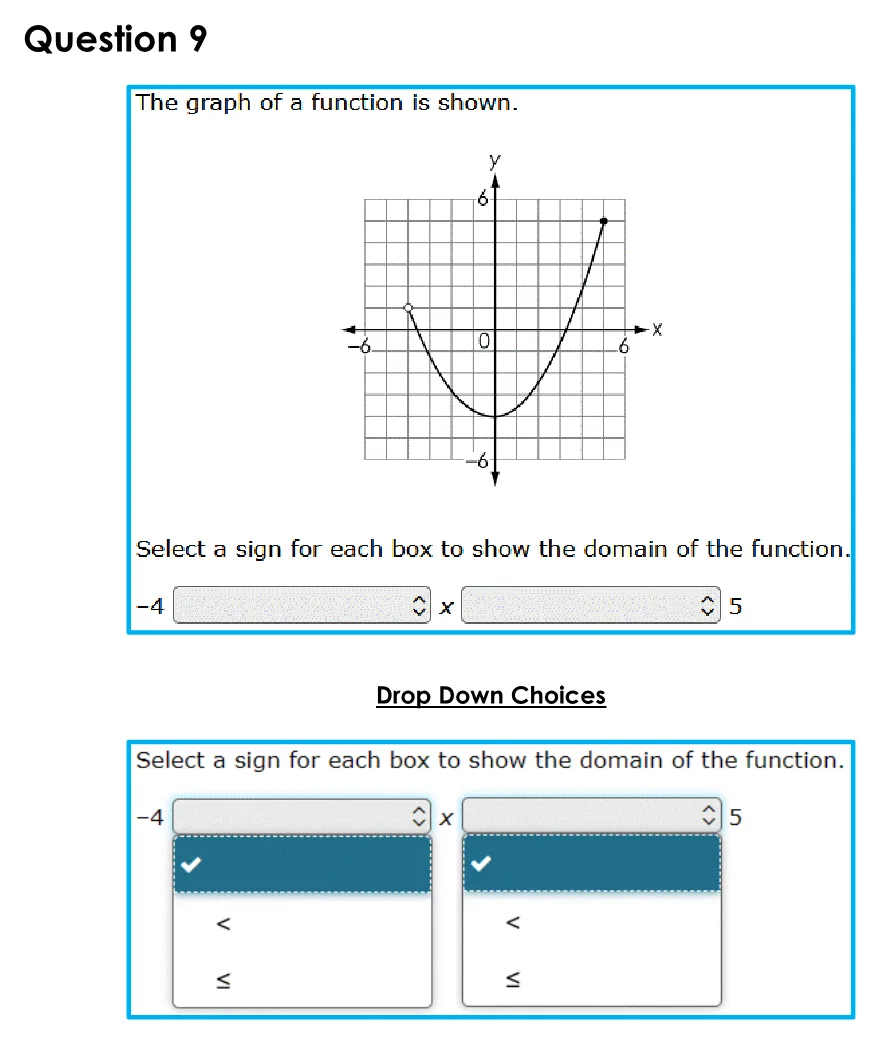 Question 9
The graph of a function is shown.
y
6
-6
0
6
x
-6
Select a sign for each box to show the domain of the function.
-4 x 5
Drop Down Choices
Select a sign for each box to show the domain of the function.
-4 x 5
< <
≤ ≤